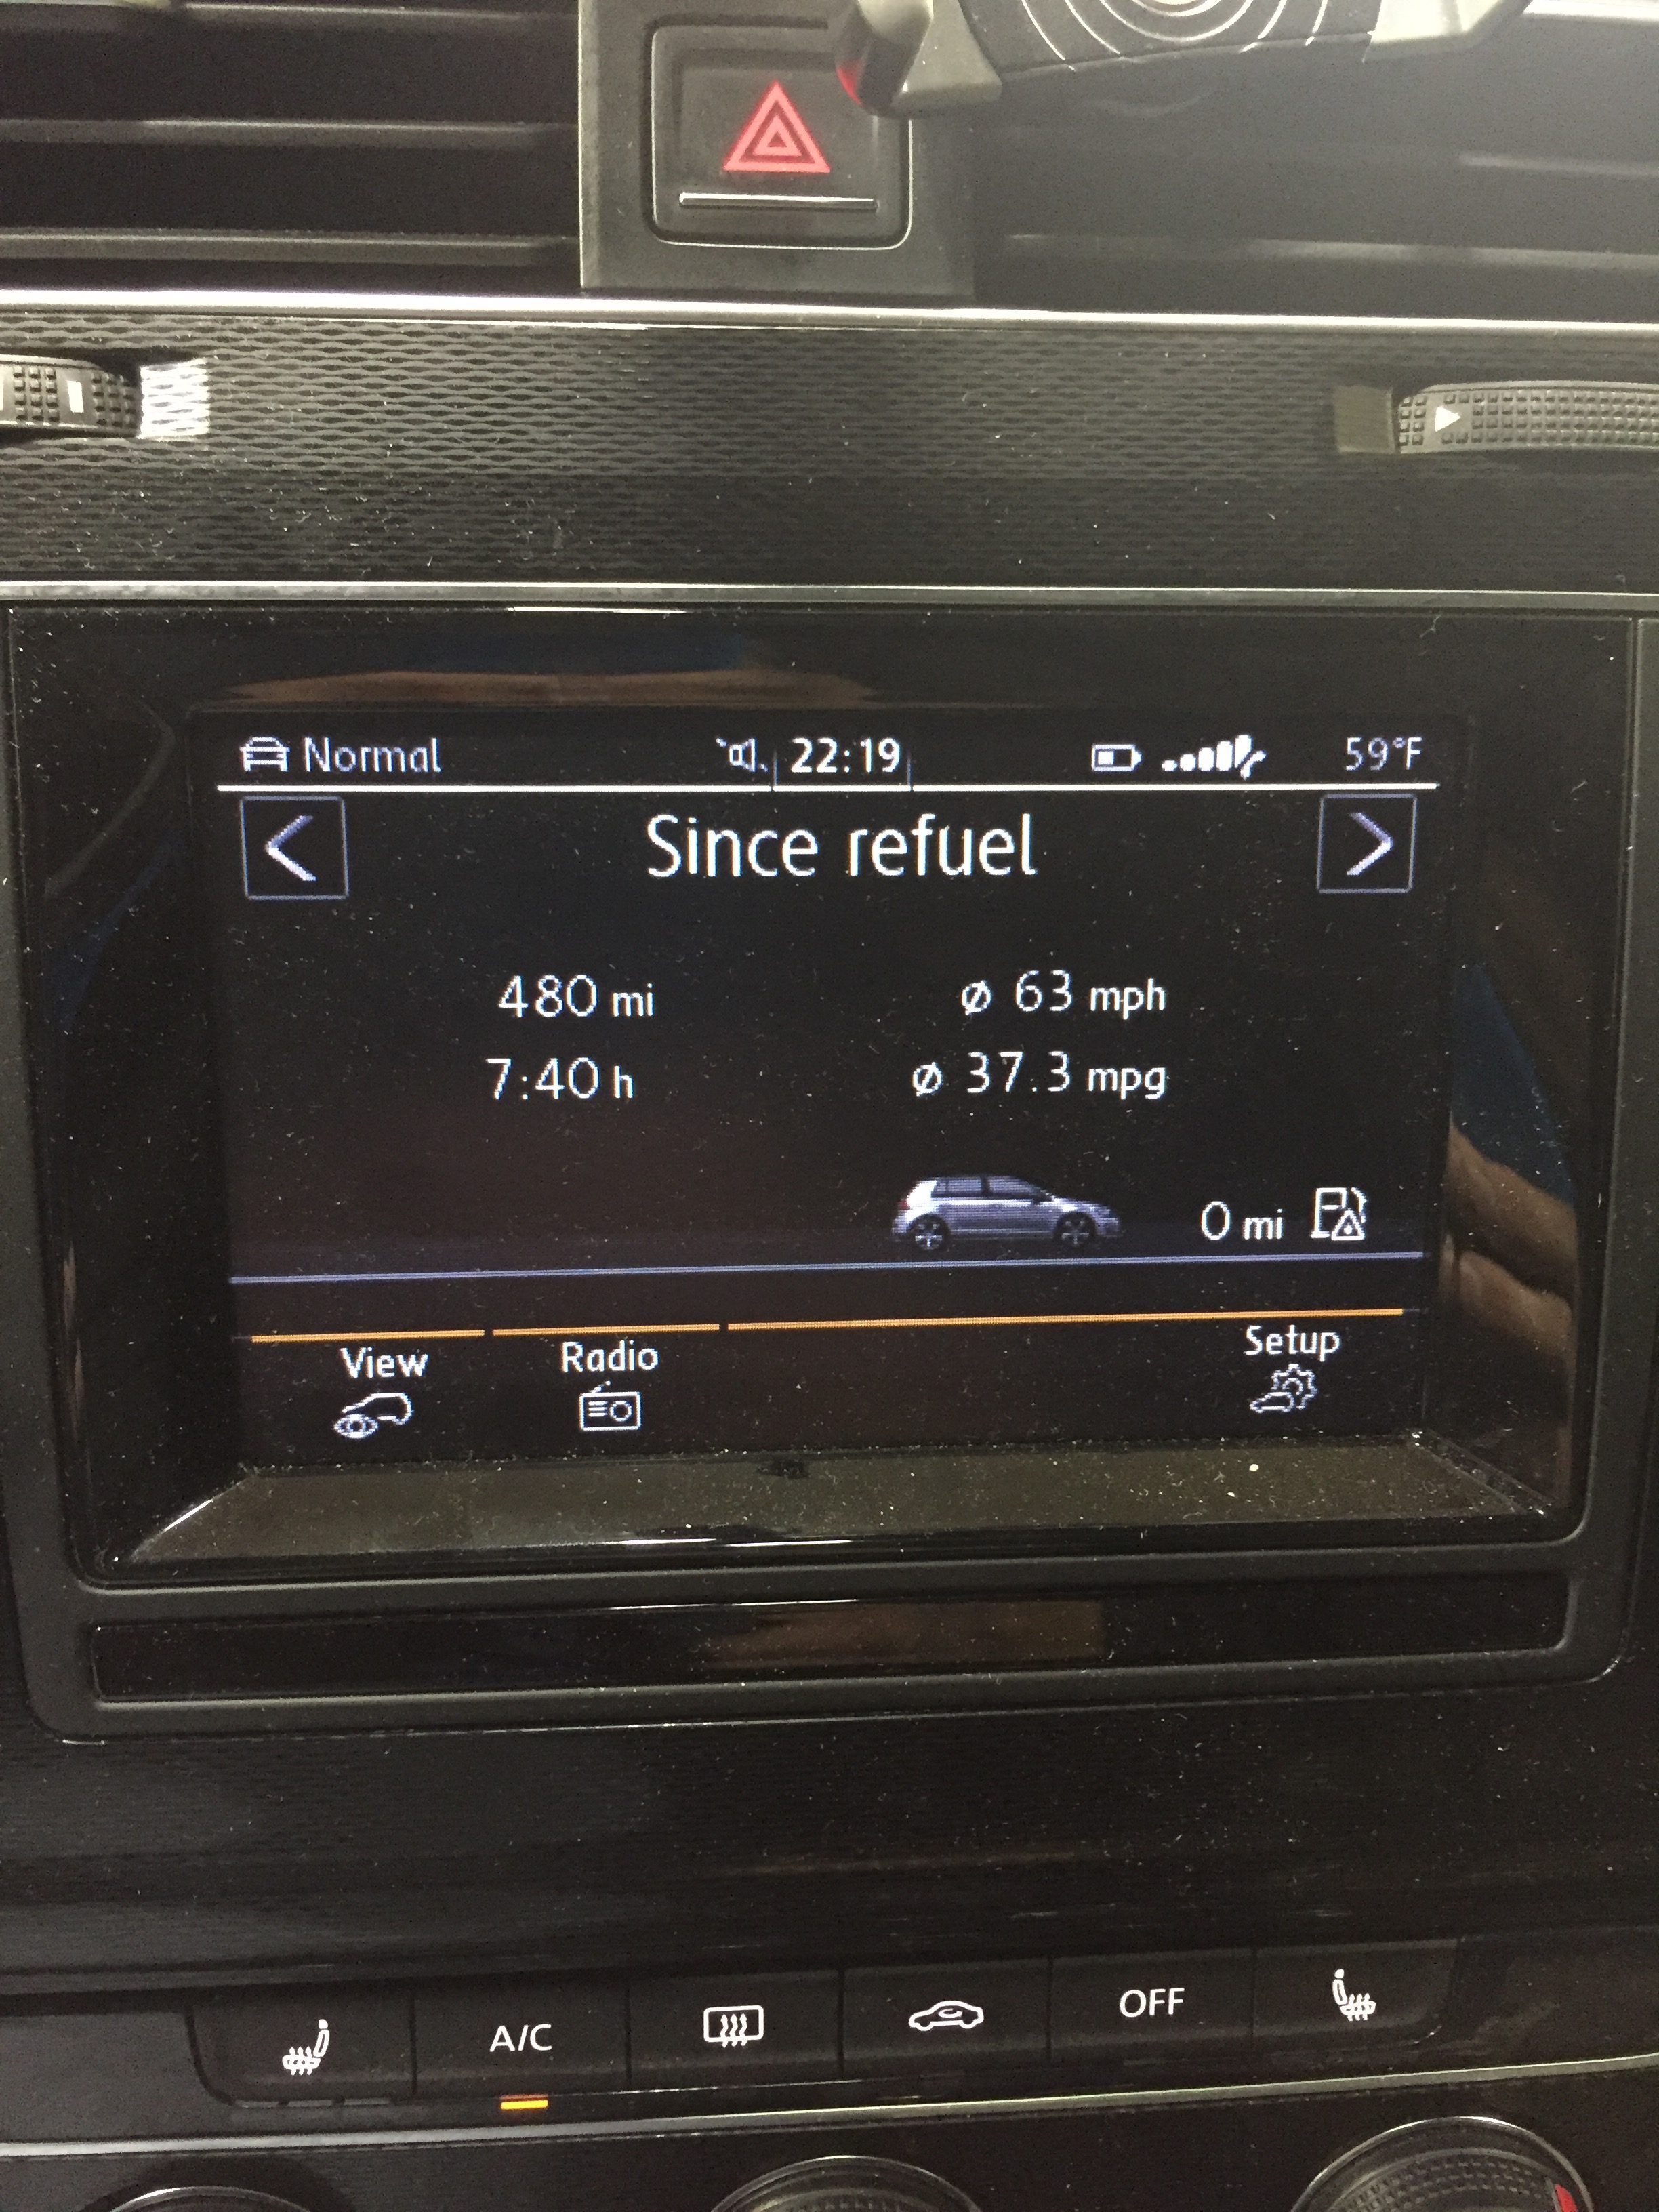 Normal 22:19 59°F
Since refuel
480 mi ø 63 mph
7:40 h ø 37.3 mpg
0 mi
View Radio Setup
A/C OFF